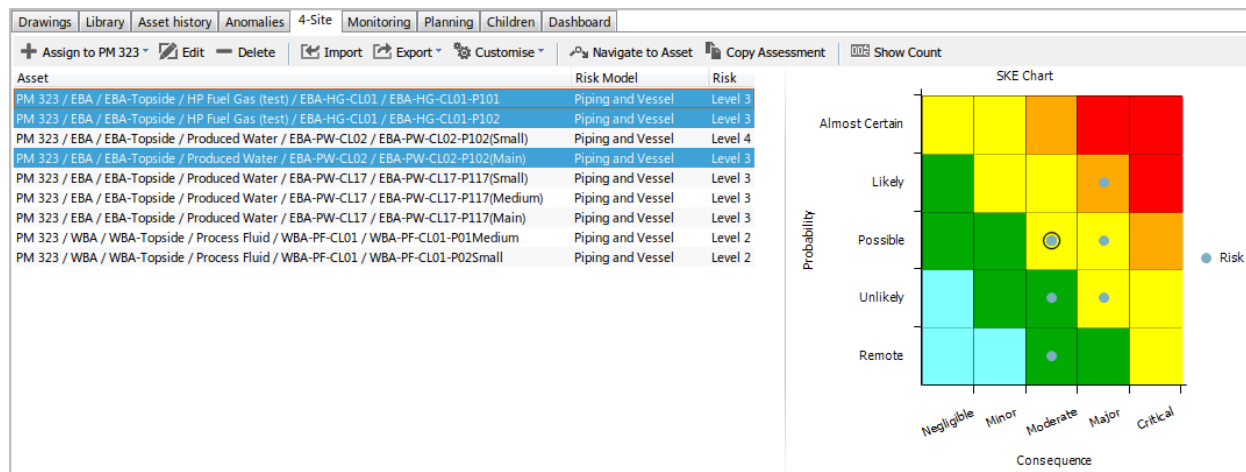 Drawings Library Asset history Anomalies 4-Site Monitoring Planning Children Dashboard
Assign to PM 323 Edit Delete Import Export Customise Navigate to Asset Copy Assessment Show Count
Asset Risk Model Risk
PM 323 / EBA / EBA-Topside / HP Fuel Gas (test) / EBA-HG-CL01 / EBA-HG-CL01-P101 Piping and Vessel Level 3
PM 323 / EBA / EBA-Topside / HP Fuel Gas (test) / EBA-HG-CL01 / EBA-HG-CL01-P102 Piping and Vessel Level 3
PM 323 / EBA / EBA-Topside / Produced Water / EBA-PW-CL02 / EBA-PW-CL02-P102(Small) Piping and Vessel Level 4
PM 323 / EBA / EBA-Topside / Produced Water / EBA-PW-CL02 / EBA-PW-CL02-P102(Main) Piping and Vessel Level 3
PM 323 / EBA / EBA-Topside / Produced Water / EBA-PW-CL17 / EBA-PW-CL17-P117(Small) Piping and Vessel Level 3
PM 323 / EBA / EBA-Topside / Produced Water / EBA-PW-CL17 / EBA-PW-CL17-P117(Medium) Piping and Vessel Level 3
PM 323 / EBA / EBA-Topside / Produced Water / EBA-PW-CL17 / EBA-PW-CL17-P117(Main) Piping and Vessel Level 3
PM 323 / WBA / WBA-Topside / Process Fluid / WBA-PF-CL01 / WBA-PF-CL01-P01Medium Piping and Vessel Level 2
PM 323 / WBA / WBA-Topside / Process Fluid / WBA-PF-CL01 / WBA-PF-CL01-P02Small Piping and Vessel Level 2
SKE Chart
Probability
Almost Certain
Likely
Possible
Unlikely
Remote
Negligible Minor Moderate Major Critical
Consequence
Risk